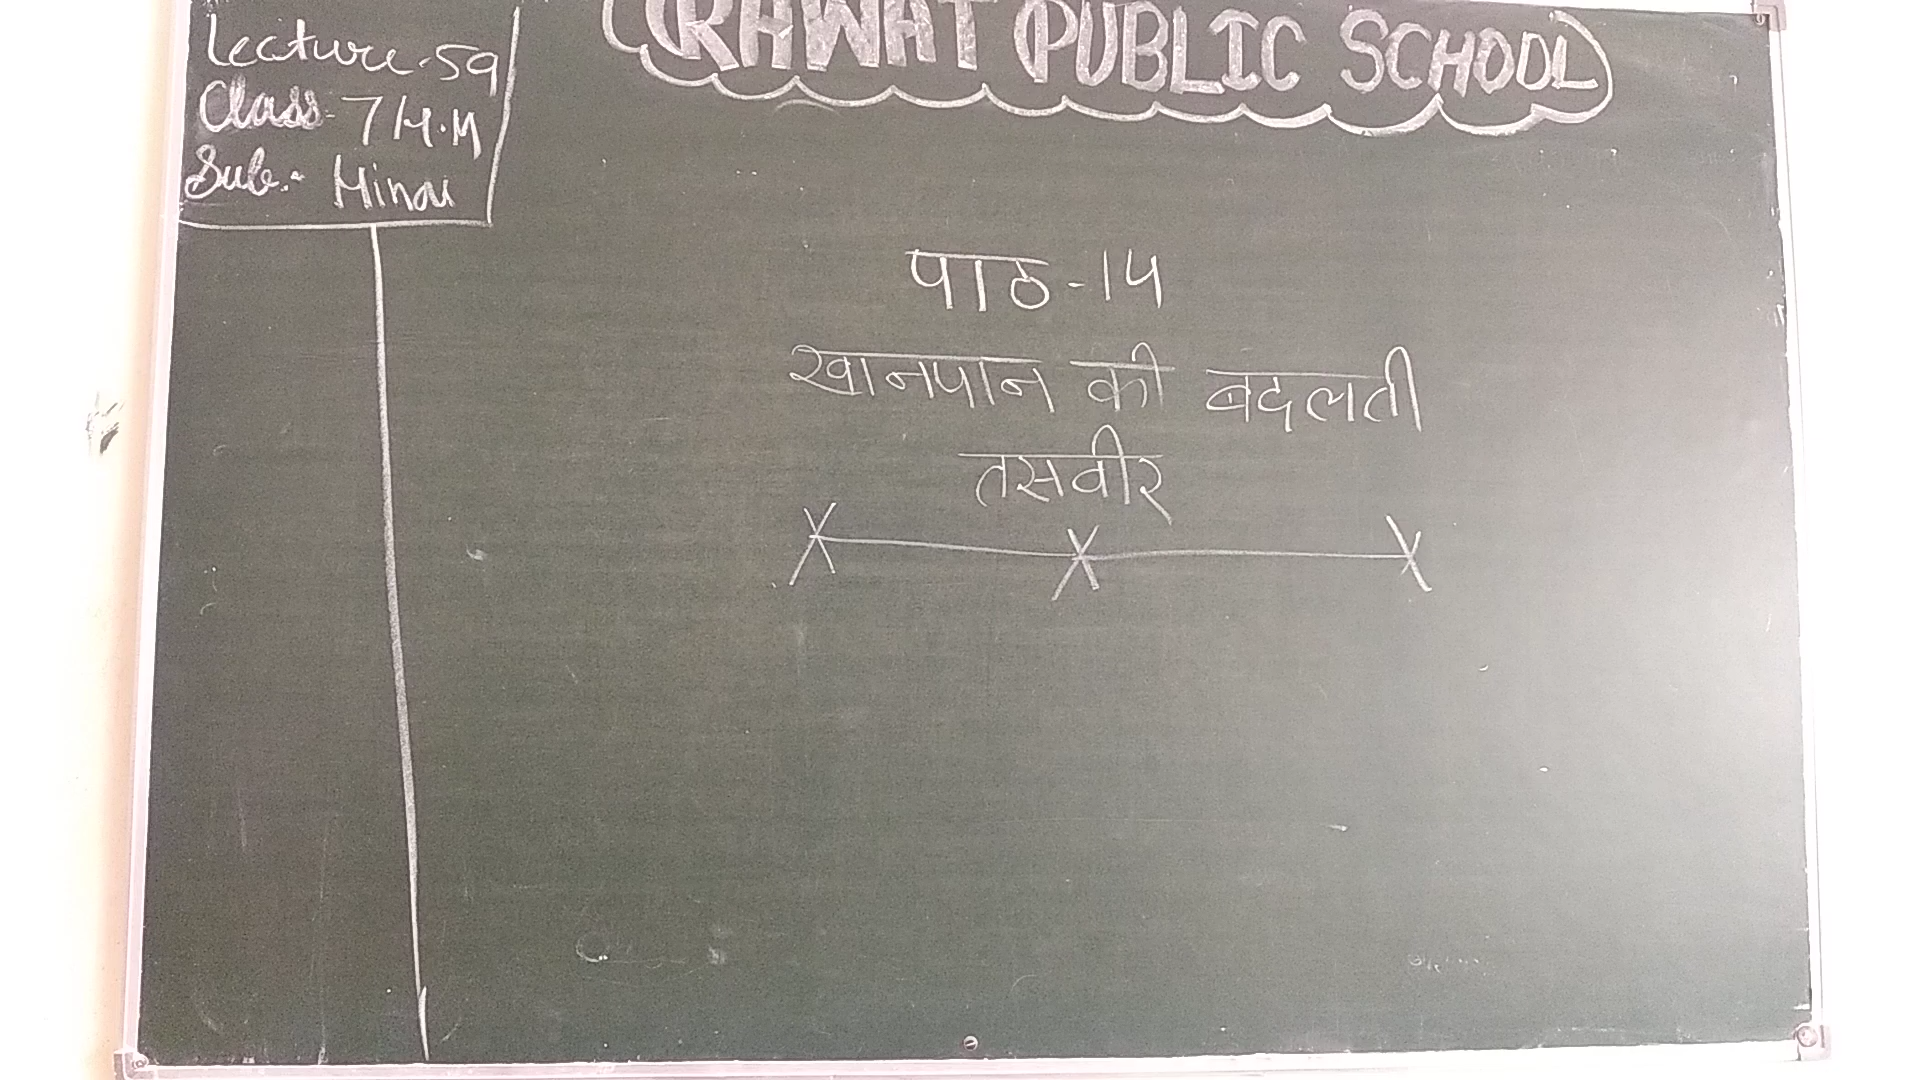 RAWAT PUBLIC SCHOOL
Lecture-59
Class- 7/H.M
Sub.- Hindi
पाठ-14
खानपान की बदलती
तसवीर